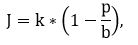 J = k * (1 - p/b),